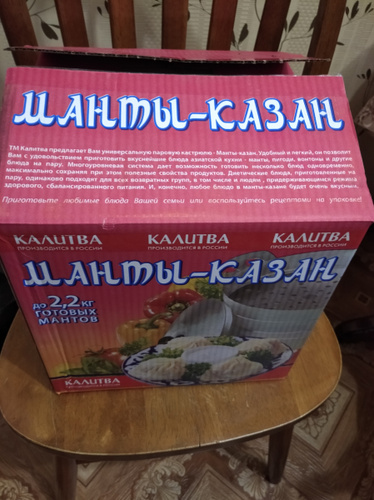 МАНТЫ-КАЗАН
ТМ Калитва предлагает Вам универсальную паровую кастрюлю - Манты-казан. Удобный и легкий, он позволит
Вам с удовольствием приготовить вкуснейшие блюда азиатской кухни - манты, пигоди, вонтоны и другие
блюда на пару. Многоуровневая система дает возможность готовить несколько блюд одновременно,
максимально сохраняя при этом полезные свойства продуктов. Диетические блюда, приготовленные на
пару, одинаково подходят для всех возвратных групп, в том числе и людям, придерживающимся режима
здорового, сбалансированного питания. И, конечно, любое блюдо в манты-казане будет очень вкусным.
Приготовьте любимые блюда Вашей семьи или воспользуйтесь рецептами на упаковке!
КАЛИТВА КАЛИТВА КАЛИТВА
ПРОИЗВОДИТСЯ В РОССИИ ПРОИЗВОДИТСЯ В РОССИИ ПРОИЗВОДИТСЯ В РОССИИ
МАНТЫ-КАЗАН
ДО 2,2 КГ
ГОТОВЫХ
МАНТОВ
КАЛИТВА КАЛИТВА